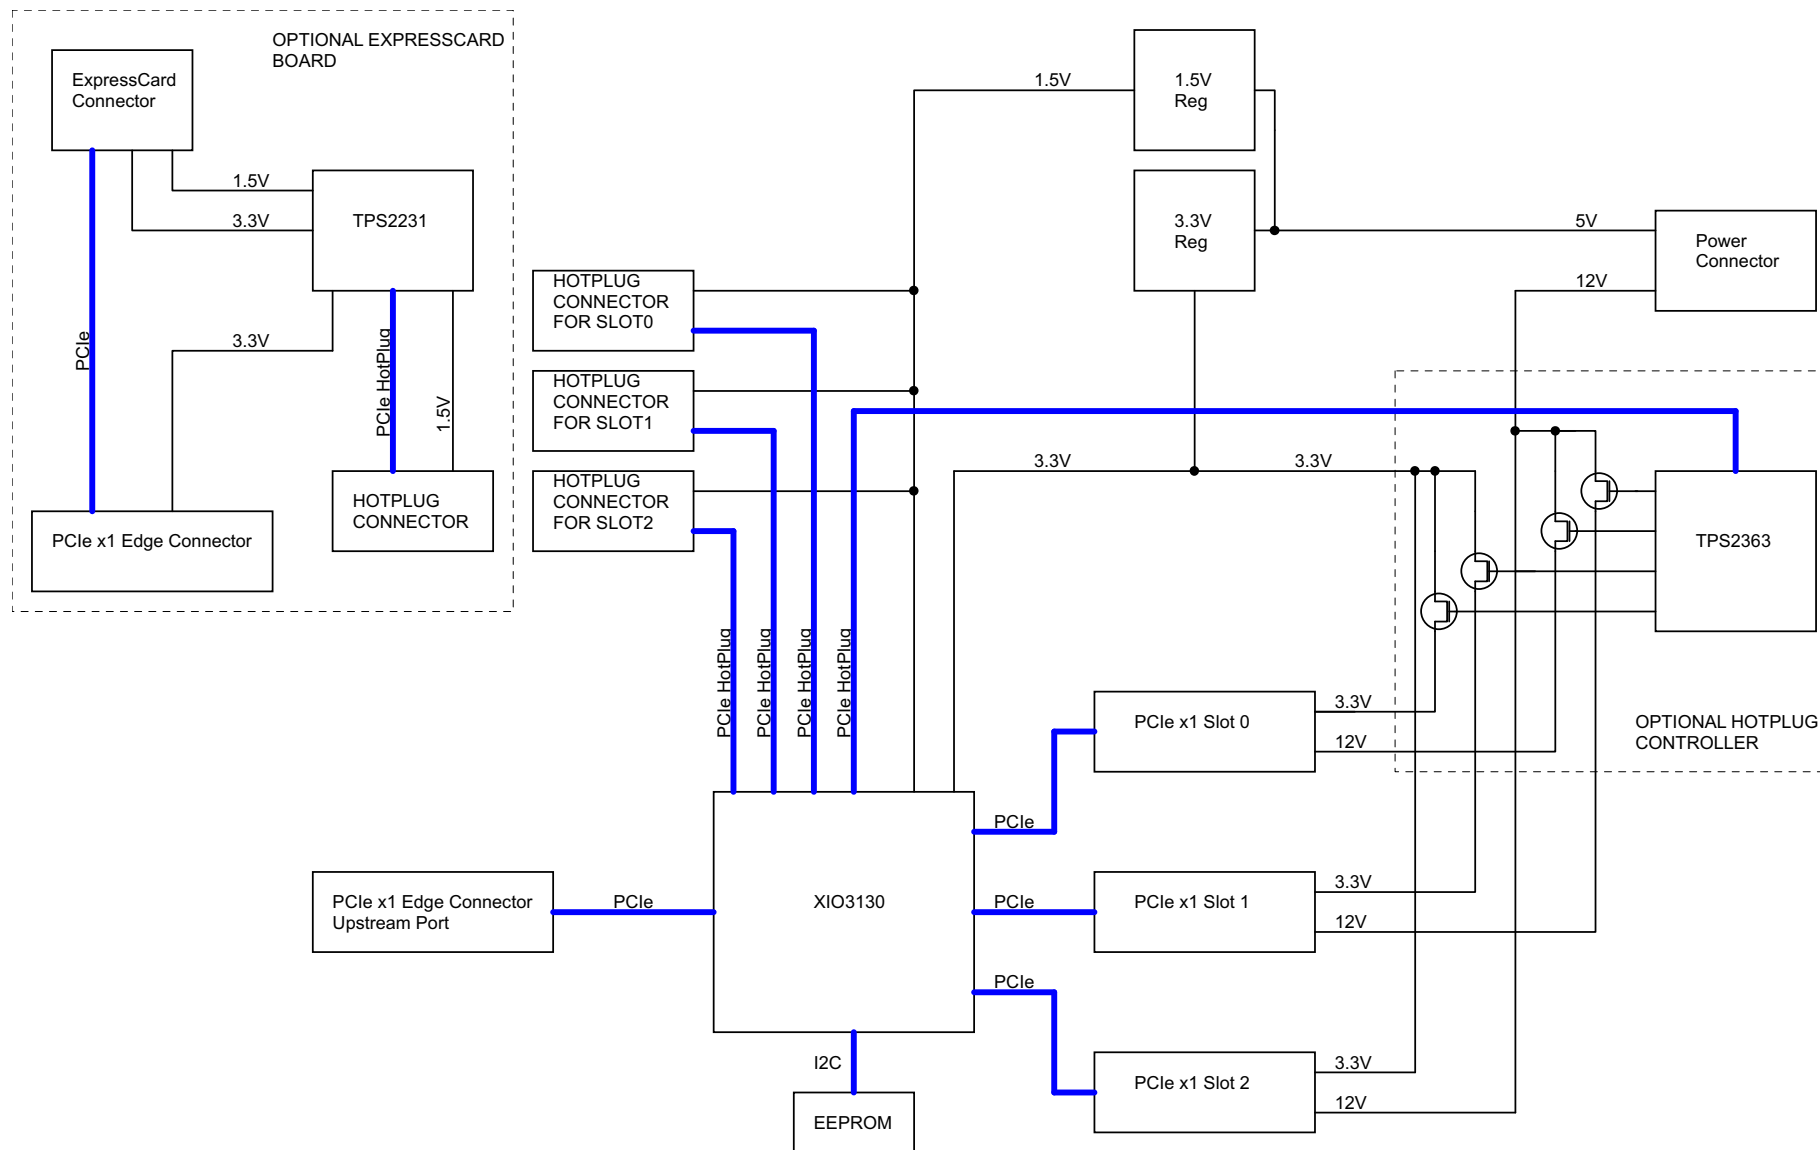 OPTIONAL EXPRESSCARD
BOARD
ExpressCard
Connector
1.5V
3.3V
TPS2231
PCIe
3.3V
PCIe HotPlug
1.5V
HOTPLUG
CONNECTOR
PCIe x1 Edge Connector
1.5V
1.5V
Reg
3.3V
Reg
5V
12V
Power
Connector
HOTPLUG
CONNECTOR
FOR SLOT0
HOTPLUG
CONNECTOR
FOR SLOT1
HOTPLUG
CONNECTOR
FOR SLOT2
3.3V
3.3V
TPS2363
OPTIONAL HOTPLUG
CONTROLLER
PCIe HotPlug
PCIe HotPlug
PCIe HotPlug
PCIe HotPlug
PCIe x1 Slot 0
3.3V
12V
PCIe
PCIe x1 Edge Connector
Upstream Port
PCIe
XIO3130
PCIe
PCIe x1 Slot 1
3.3V
12V
PCIe
PCIe x1 Slot 2
3.3V
12V
I2C
EEPROM